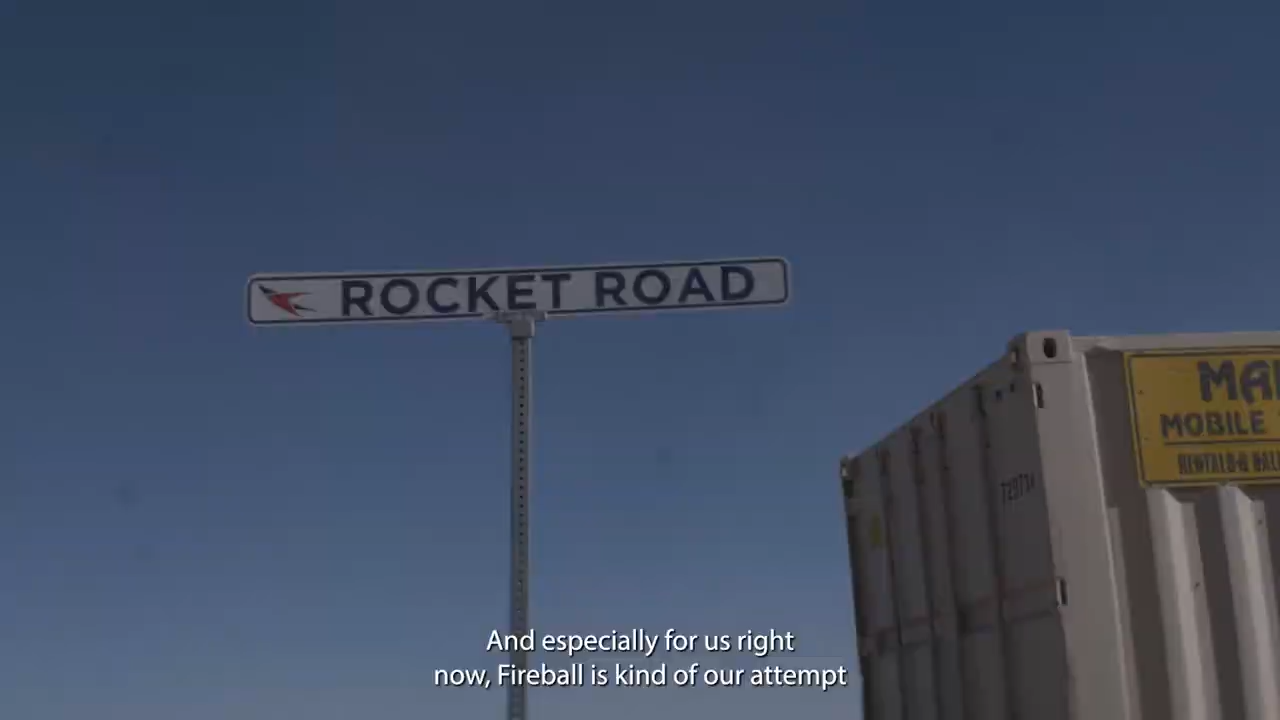 ROCKET ROAD
MOBILE
And especially for us right
now, Fireball is kind of our attempt